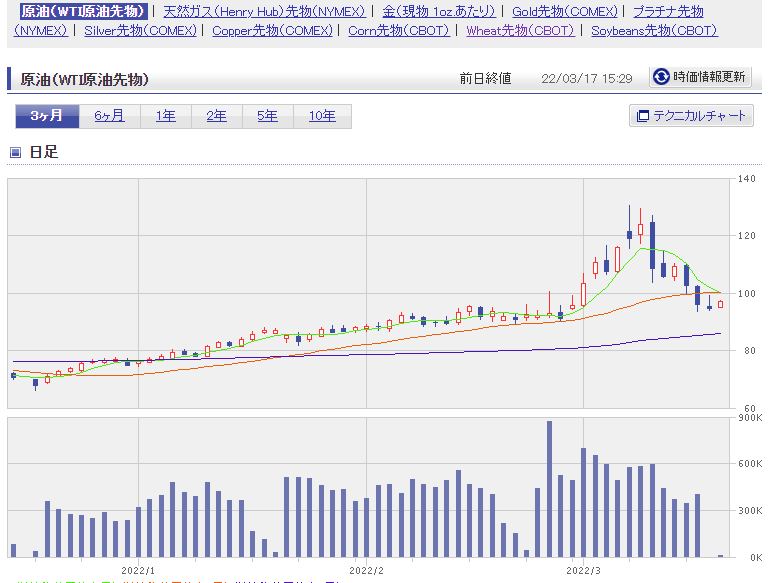 原油(WTI原油先物) | 天然ガス(Henry Hub)先物(NYMEX) | 金(現物 1oz.あたり) | Gold先物(COMEX) | プラチナ先物
(NYMEX) | Silver先物(COMEX) | Copper先物(COMEX) | Corn先物(CBOT) | Wheat先物(CBOT) | Soybeans先物(CBOT)
原油(WTI原油先物) 前日終値 22/03/17 15:29 時価情報更新
3ヶ月 6ヶ月 1年 2年 5年 10年 テクニカルチャート
日足
140
120
100
80
60
900K
600K
300K
0K
2022/1 2022/2 2022/3